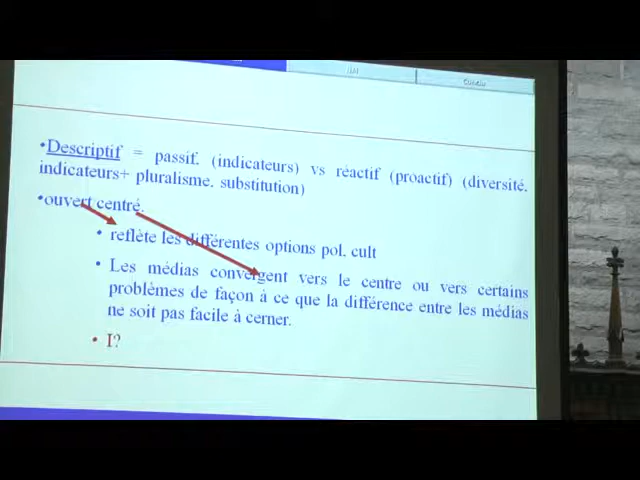 •Descriptif = passif, (indicateurs) vs réactif (proactif) (diversité,
indicateurs+ pluralisme, substitution)
•ouvert centré.
• reflète les différentes options pol, cult
• Les médias convergent vers le centre ou vers certains
problèmes de façon à ce que la différence entre les médias
ne soit pas facile à cerner.
• I?